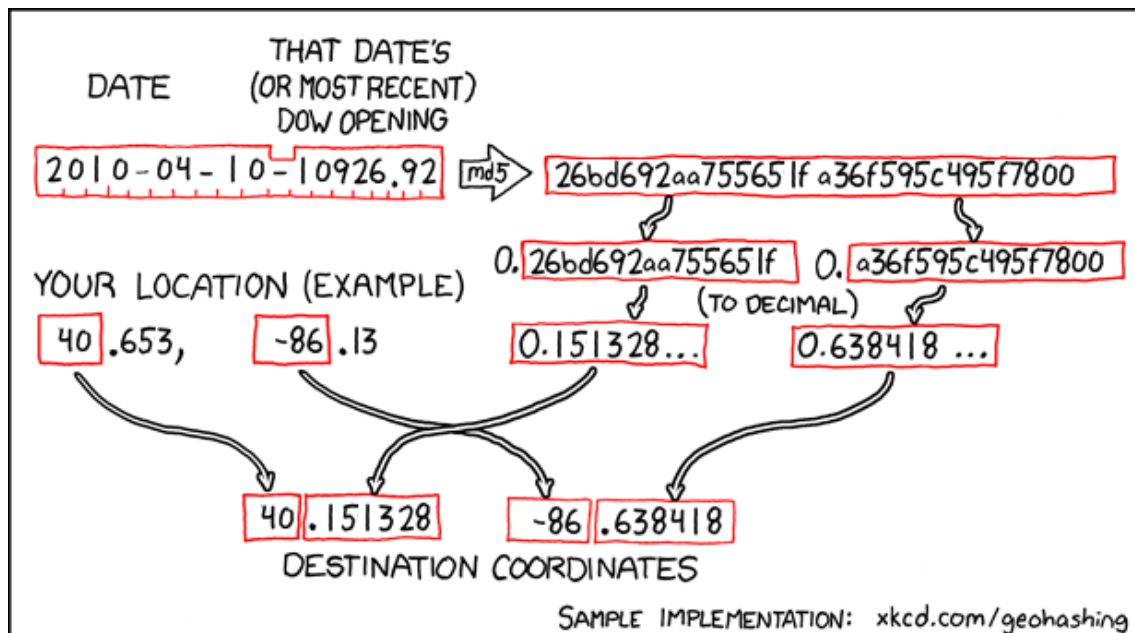 DATE
THAT DATE'S
(OR MOST RECENT)
DOW OPENING
2010-04-10-10926.92
md5
26bd692aa755651fa36f595c495f7800
0.26bd692aa755651f
0.a36f595c495f7800
YOUR LOCATION (EXAMPLE)
(TO DECIMAL)
40.653,
-86.13
0.151328...
0.638418...
40.151328
-86.638418
DESTINATION COORDINATES
SAMPLE IMPLEMENTATION: xkcd.com/geohashing